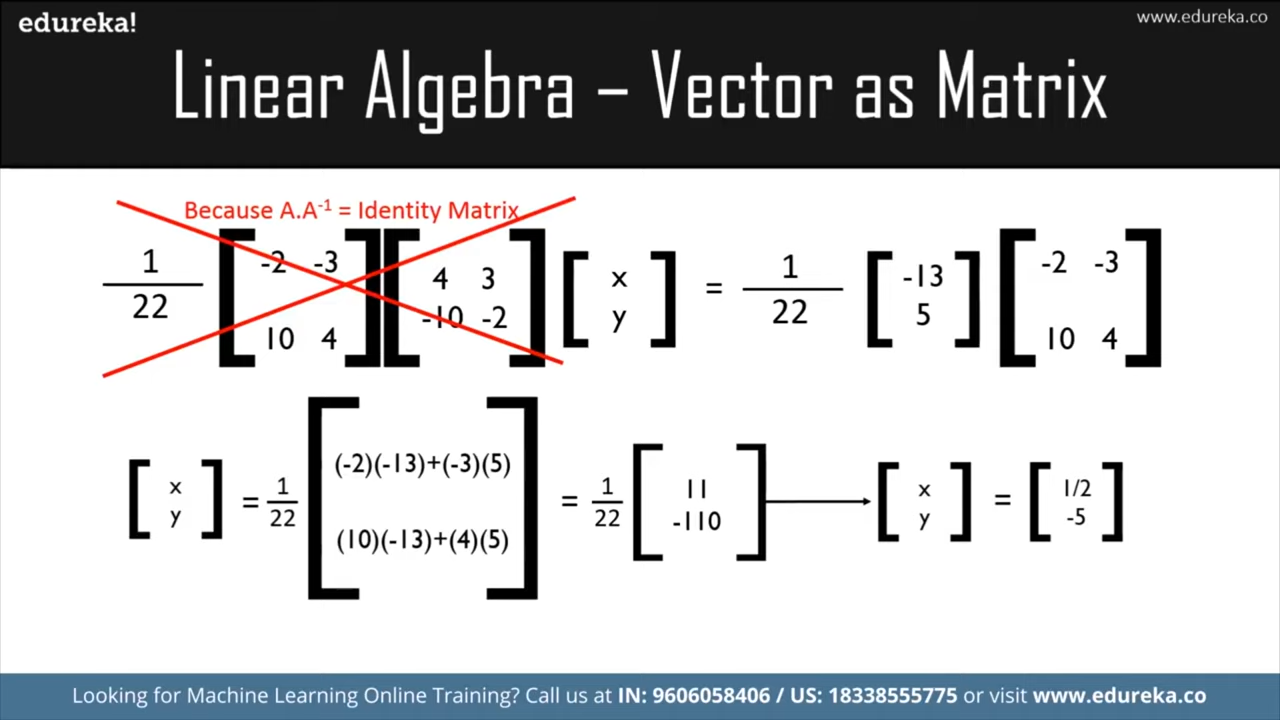 edureka!
www.edureka.co
Linear Algebra – Vector as Matrix
Because A.A⁻¹ = Identity Matrix
1/22 [-2 -3; 10 4] [4 3; -10 -2] [x; y] = 1/22 [-13; 5] [-2 -3; 10 4]
[x; y] = 1/22 [(-2)(-13)+(-3)(5); (10)(-13)+(4)(5)] = 1/22 [11; -110] → [x; y] = [1/2; -5]
Looking for Machine Learning Online Training? Call us at IN: 9606058406 / US: 18338555775 or visit www.edureka.co